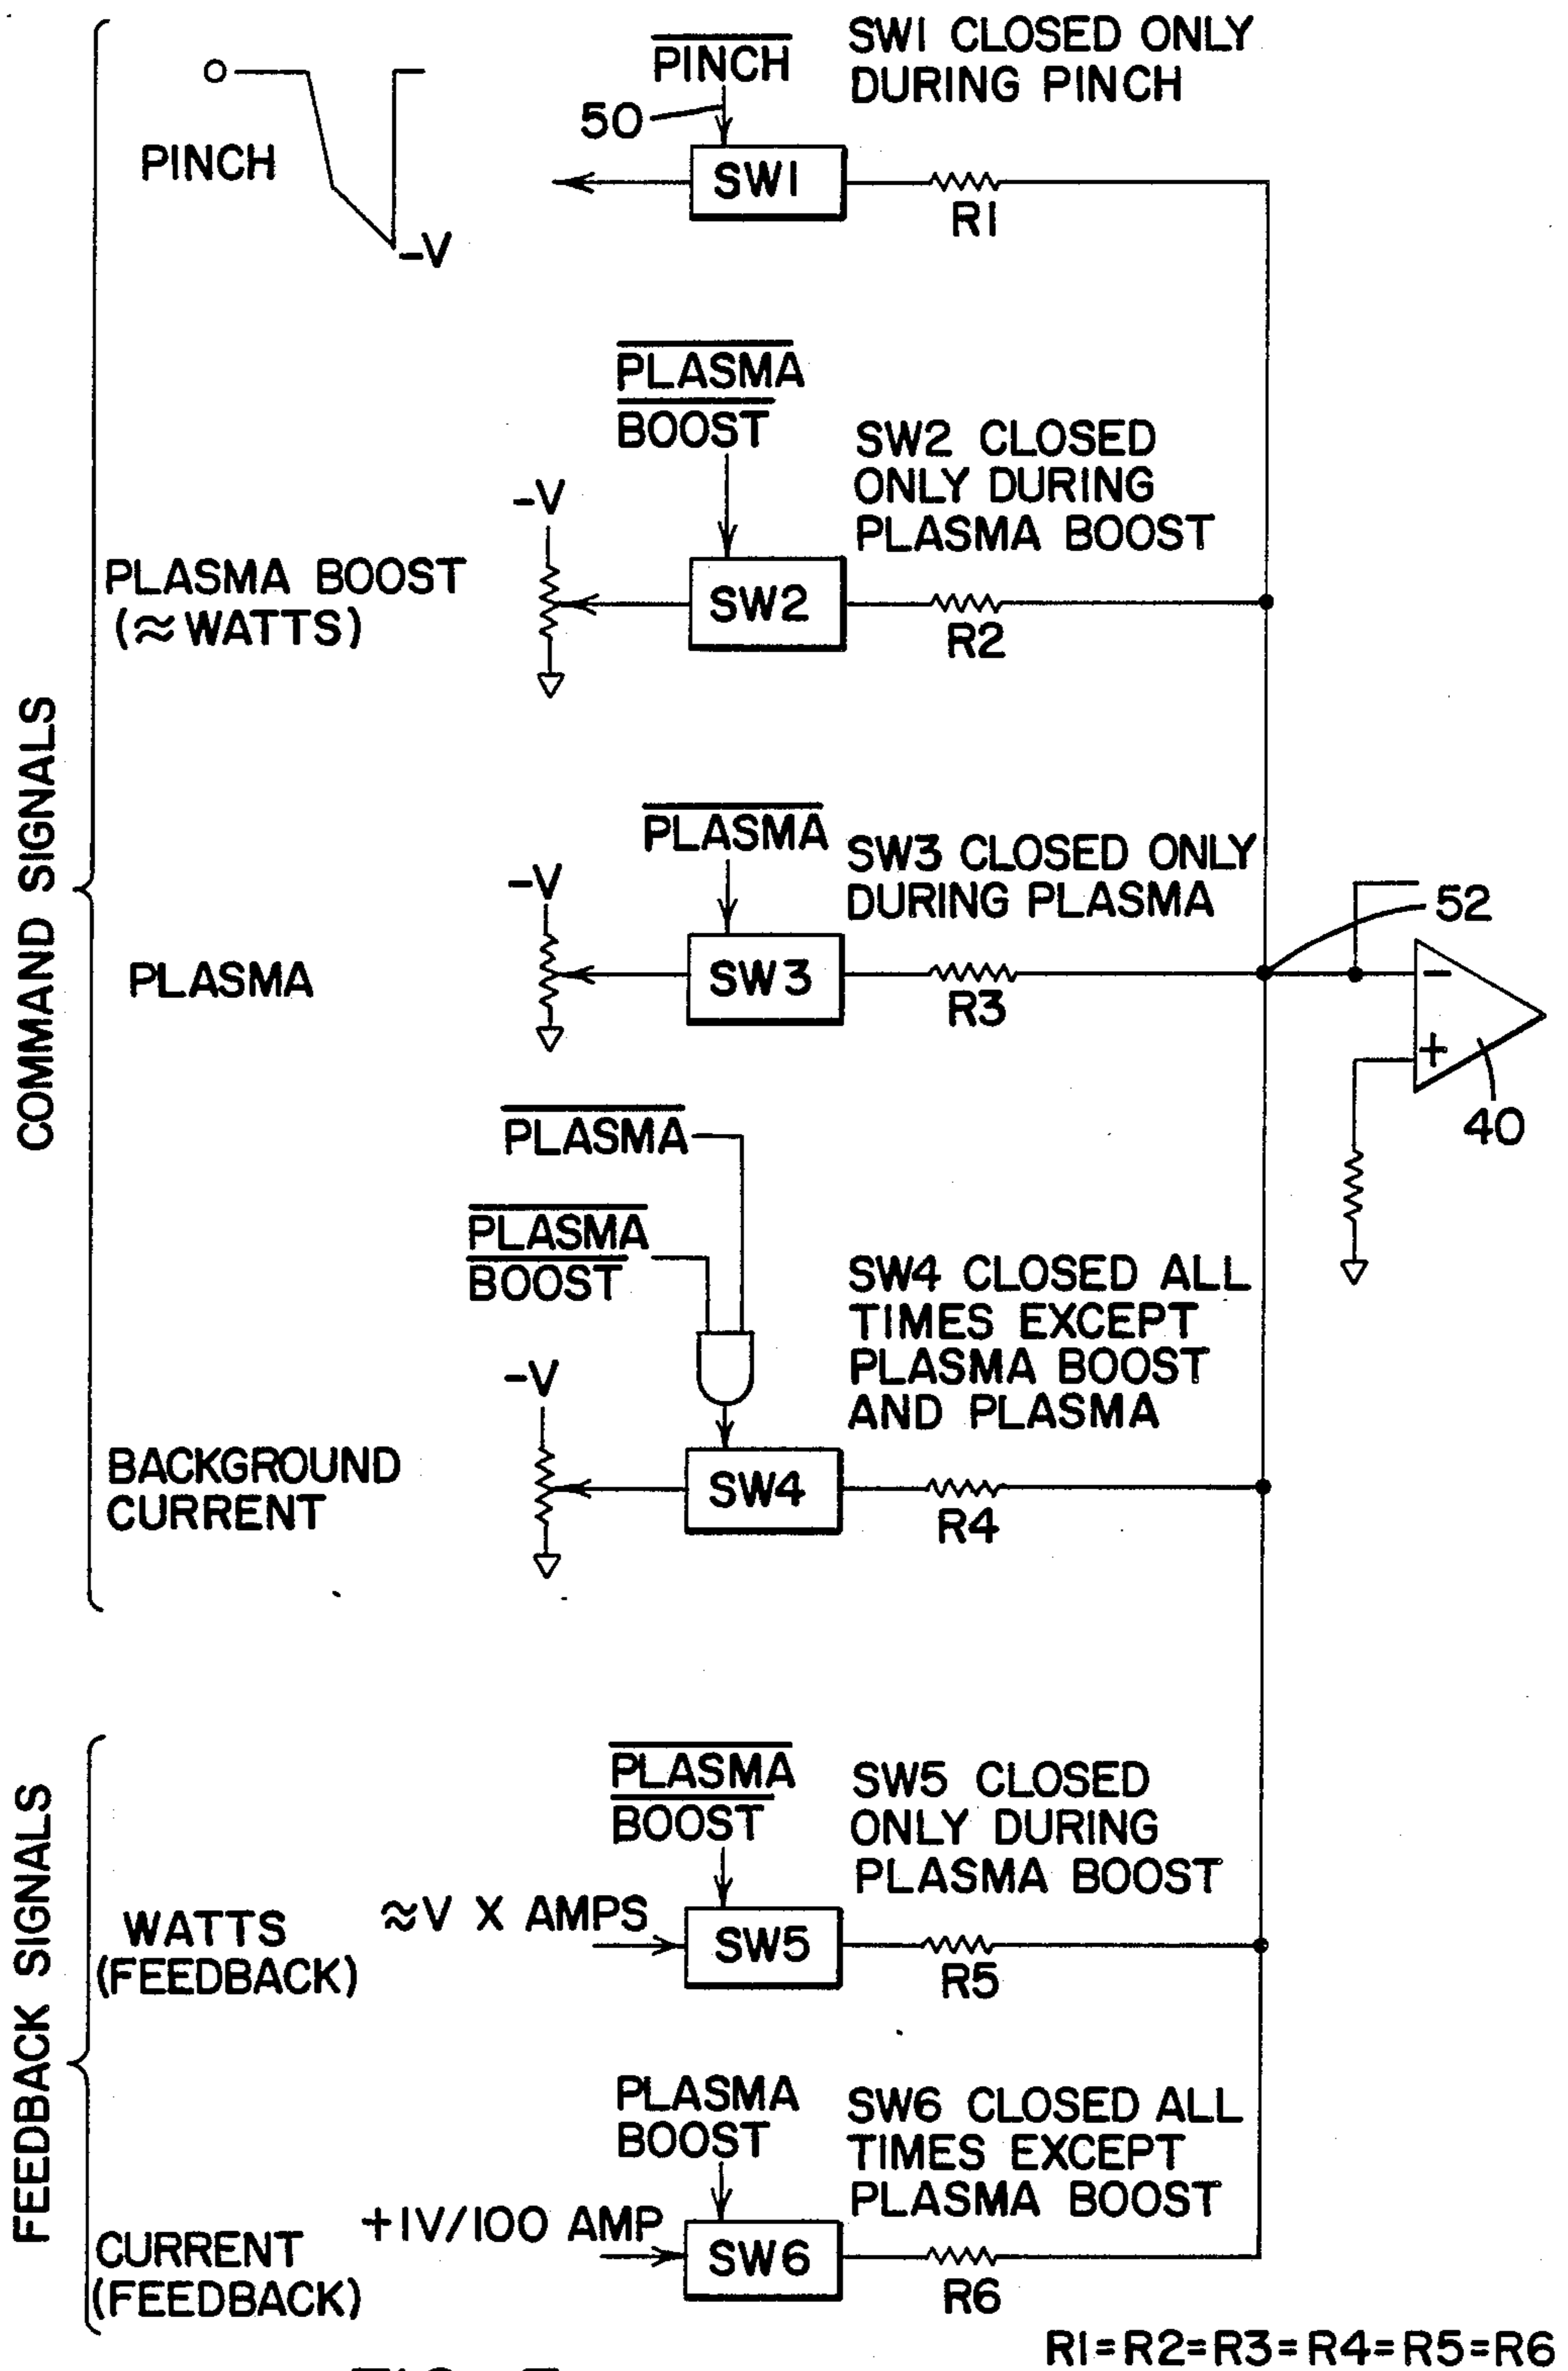 COMMAND SIGNALS
PINCH
-V
PINCH
50
SW1
SW1 CLOSED ONLY
DURING PINCH
R1
PLASMA BOOST
(≈WATTS)
-V
PLASMA
BOOST
SW2
SW2 CLOSED
ONLY DURING
PLASMA BOOST
R2
PLASMA
-V
PLASMA
SW3
SW3 CLOSED ONLY
DURING PLASMA
R3
52
-
+
40
BACKGROUND
CURRENT
-V
PLASMA
PLASMA
BOOST
SW4
SW4 CLOSED ALL
TIMES EXCEPT
PLASMA BOOST
AND PLASMA
R4
FEEDBACK SIGNALS
WATTS
(FEEDBACK)
≈V X AMPS
PLASMA
BOOST
SW5
SW5 CLOSED
ONLY DURING
PLASMA BOOST
R5
CURRENT
(FEEDBACK)
+1V/100 AMP
PLASMA
BOOST
SW6
SW6 CLOSED ALL
TIMES EXCEPT
PLASMA BOOST
R6
R1=R2=R3=R4=R5=R6